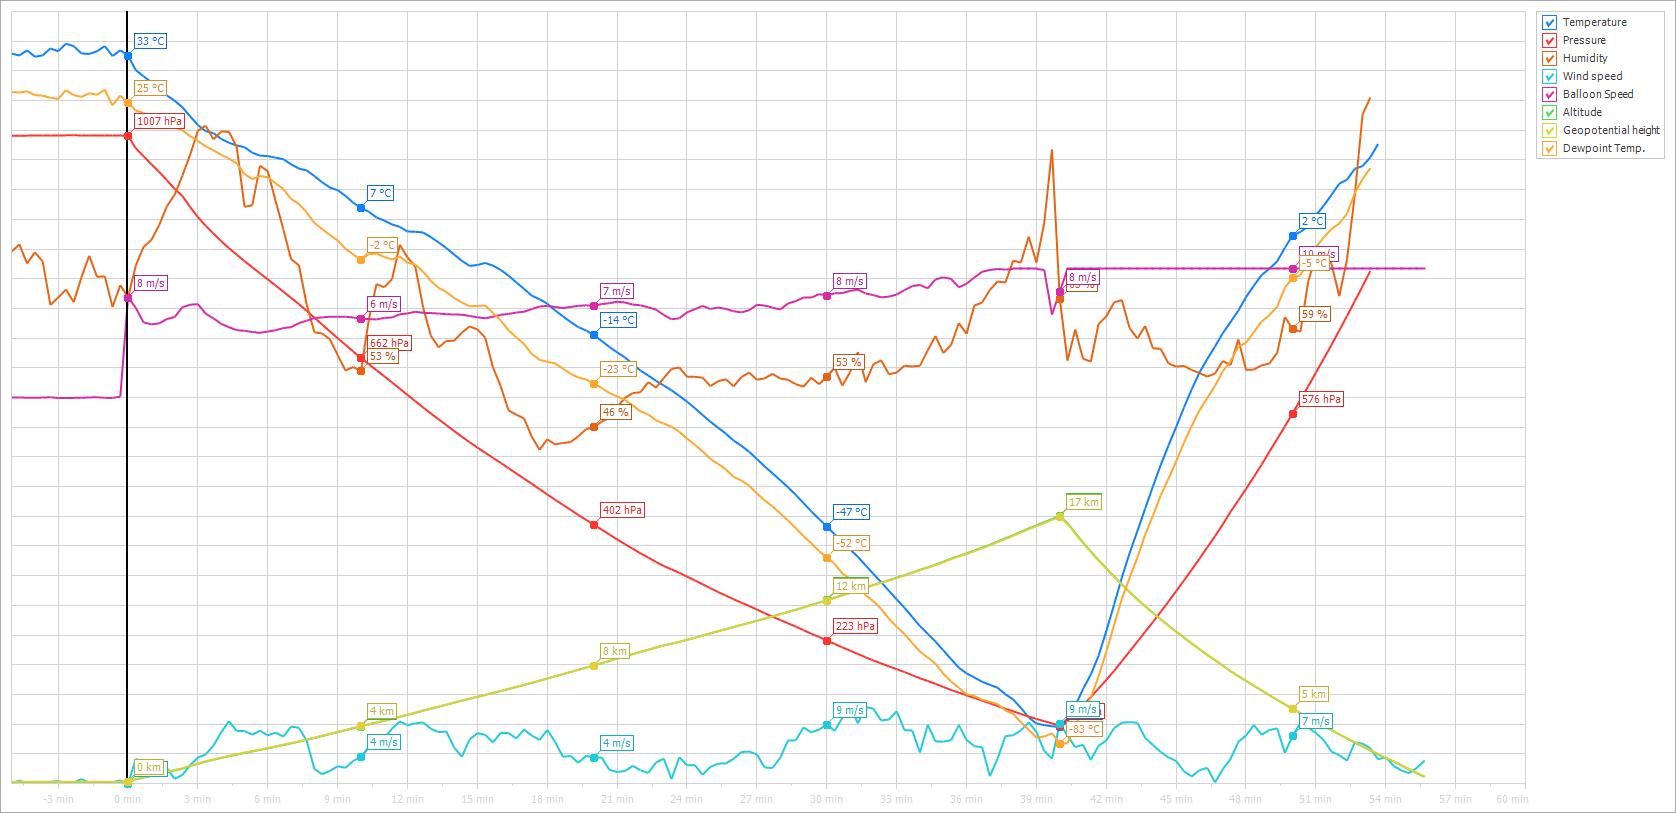 Temperature
Pressure
Humidity
Wind speed
Balloon Speed
Altitude
Geopotential height
Dewpoint Temp.
33 °C
25 °C
1007 hPa
8 m/s
0 km
7 °C
-2 °C
6 m/s
662 hPa
53 %
4 km
4 m/s
7 m/s
-14 °C
-23 °C
46 %
402 hPa
8 km
4 m/s
8 m/s
53 %
-47 °C
-52 °C
12 km
223 hPa
9 m/s
8 m/s
17 km
9 m/s
-83 °C
2 °C
10 m/s
-5 °C
59 %
576 hPa
5 km
7 m/s
-3 min
0 min
3 min
6 min
9 min
12 min
15 min
18 min
21 min
24 min
27 min
30 min
33 min
36 min
39 min
42 min
45 min
48 min
51 min
54 min
57 min
60 min